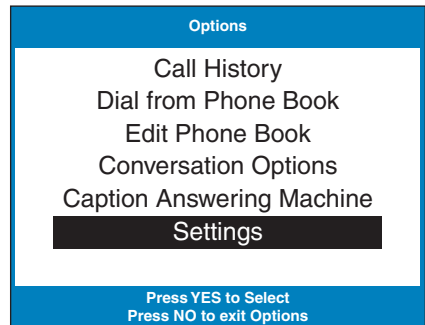 Options
Call History
Dial from Phone Book
Edit Phone Book
Conversation Options
Caption Answering Machine
Settings
Press YES to Select
Press NO to exit Options